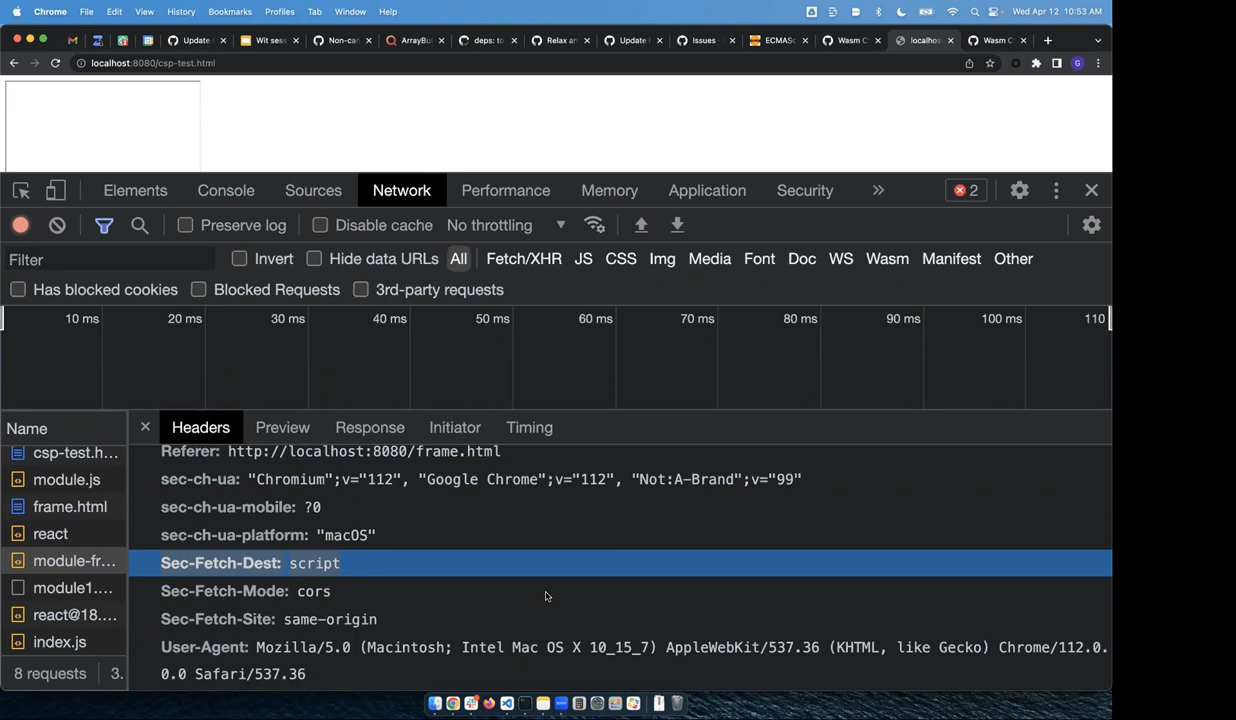 Chrome File Edit View History Bookmarks Profiles Tab Window Help Wed Apr 12 10:53 AM
Update Wit sess Non-can ArrayBu deps: to Relax an Update Issues - ECMASc Wasm C localhos Wasm C
localhost:8080/csp-test.html
Elements Console Sources Network Performance Memory Application Security 2
Preserve log Disable cache No throttling
Filter Invert Hide data URLs All Fetch/XHR JS CSS Img Media Font Doc WS Wasm Manifest Other
Has blocked cookies Blocked Requests 3rd-party requests
10 ms 20 ms 30 ms 40 ms 50 ms 60 ms 70 ms 80 ms 90 ms 100 ms 110
Name Headers Preview Response Initiator Timing
csp-test.h...
module.js
frame.html
react
module-fr...
module1....
react@18....
index.js
8 requests 3.
Referer: http://localhost:8080/frame.html
sec-ch-ua: "Chromium";v="112", "Google Chrome";v="112", "Not:A-Brand";v="99"
sec-ch-ua-mobile: ?0
sec-ch-ua-platform: "macOS"
Sec-Fetch-Dest: script
Sec-Fetch-Mode: cors
Sec-Fetch-Site: same-origin
User-Agent: Mozilla/5.0 (Macintosh; Intel Mac OS X 10_15_7) AppleWebKit/537.36 (KHTML, like Gecko) Chrome/112.0.
0.0 Safari/537.36